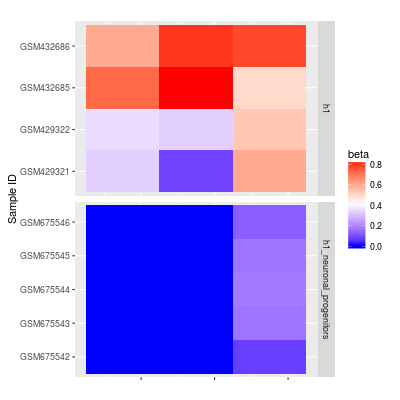 GSM432686
GSM432685
GSM429322
GSM429321
h1
GSM675546
GSM675545
GSM675544
GSM675543
GSM675542
h1_neuronal_progenitors
Sample ID
beta
0.8
0.6
0.4
0.2
0.0